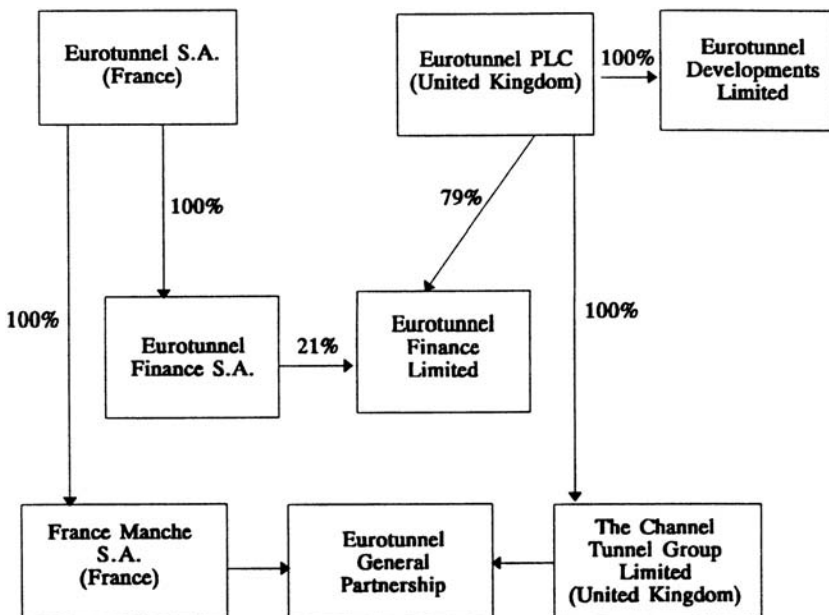 Eurotunnel S.A.
(France)
Eurotunnel PLC
(United Kingdom)
100%
Eurotunnel
Developments
Limited
100%
79%
100%
100%
Eurotunnel
Finance S.A.
21%
Eurotunnel
Finance
Limited
France Manche
S.A.
(France)
Eurotunnel
General
Partnership
The Channel
Tunnel Group
Limited
(United Kingdom)